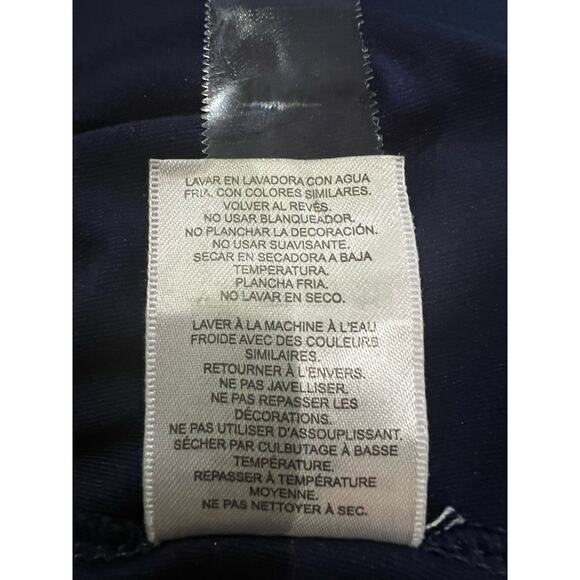 LAVAR EN LAVADORA CON AGUA
FRIA, CON COLORES SIMILARES.
VOLVER AL REVÉS.
NO USAR BLANQUEADOR.
NO PLANCHAR LA DECORACIÓN.
NO USAR SUAVISANTE.
SECAR EN SECADORA A BAJA
TEMPERATURA.
PLANCHA FRIA.
NO LAVAR EN SECO.
LAVER À LA MACHINE À L'EAU
FROIDE AVEC DES COULEURS
SIMILAIRES.
RETOURNER À L'ENVERS.
NE PAS JAVELLISER.
NE PAS REPASSER LES
DÉCORATIONS.
NE PAS UTILISER D'ASSOUPLISSANT.
SÉCHER PAR CULBUTAGE À BASSE
TEMPÉRATURE.
REPASSER À TEMPÉRATURE
MOYENNE.
NE PAS NETTOYER À SEC.